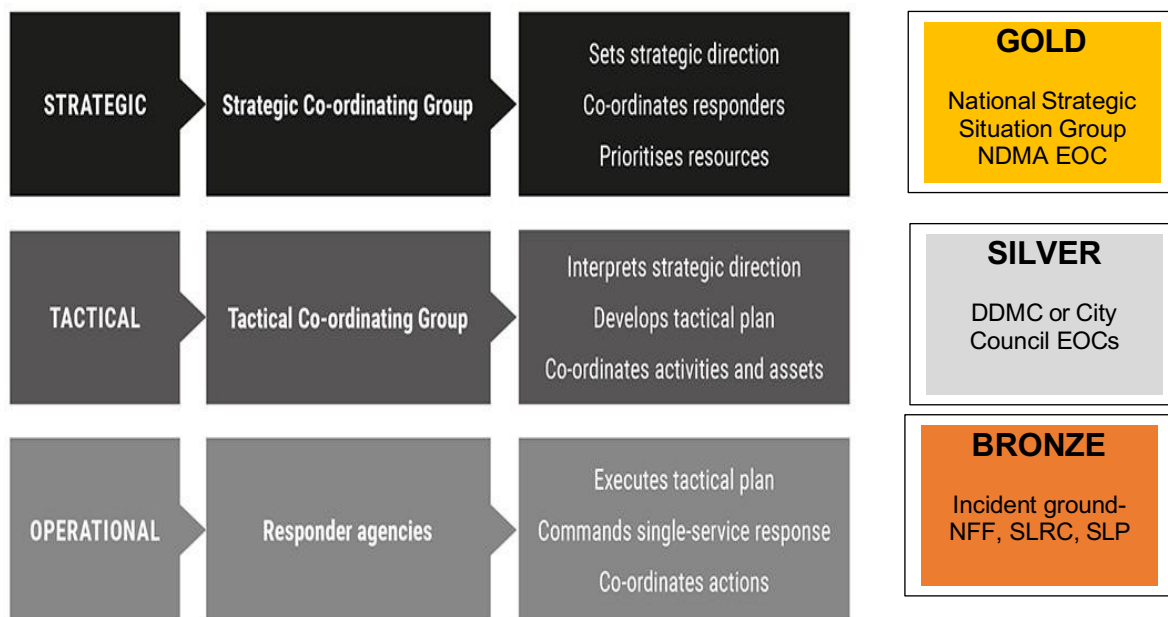 STRATEGIC
Strategic Co-ordinating Group
Sets strategic direction
Co-ordinates responders
Prioritises resources
GOLD
National Strategic
Situation Group
NDMA EOC
TACTICAL
Tactical Co-ordinating Group
Interprets strategic direction
Develops tactical plan
Co-ordinates activities and assets
SILVER
DDMC or City
Council EOCs
OPERATIONAL
Responder agencies
Executes tactical plan
Commands single-service response
Co-ordinates actions
BRONZE
Incident ground-
NFF, SLRC, SLP